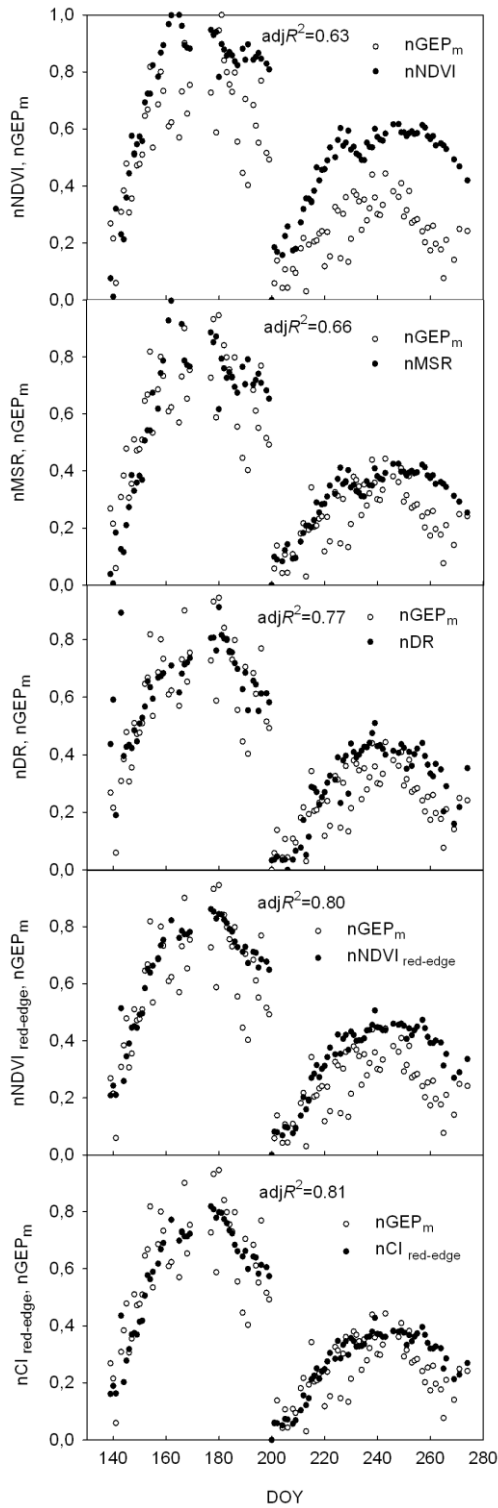 1,0
adjR²=0.63
nGEPm
nNDVI
0,8
0,6
0,4
0,2
0,0
nNDVI, nGEPm
adjR²=0.66
nGEPm
nMSR
0,8
0,6
0,4
0,2
0,0
nMSR, nGEPm
adjR²=0.77
nGEPm
nDR
0,8
0,6
0,4
0,2
0,0
nDR, nGEPm
adjR²=0.80
nGEPm
nNDVI red-edge
0,8
0,6
0,4
0,2
0,0
nNDVI red-edge, nGEPm
adjR²=0.81
nGEPm
nCI red-edge
0,8
0,6
0,4
0,2
0,0
nCI red-edge, nGEPm
140 160 180 200 220 240 260 280
DOY